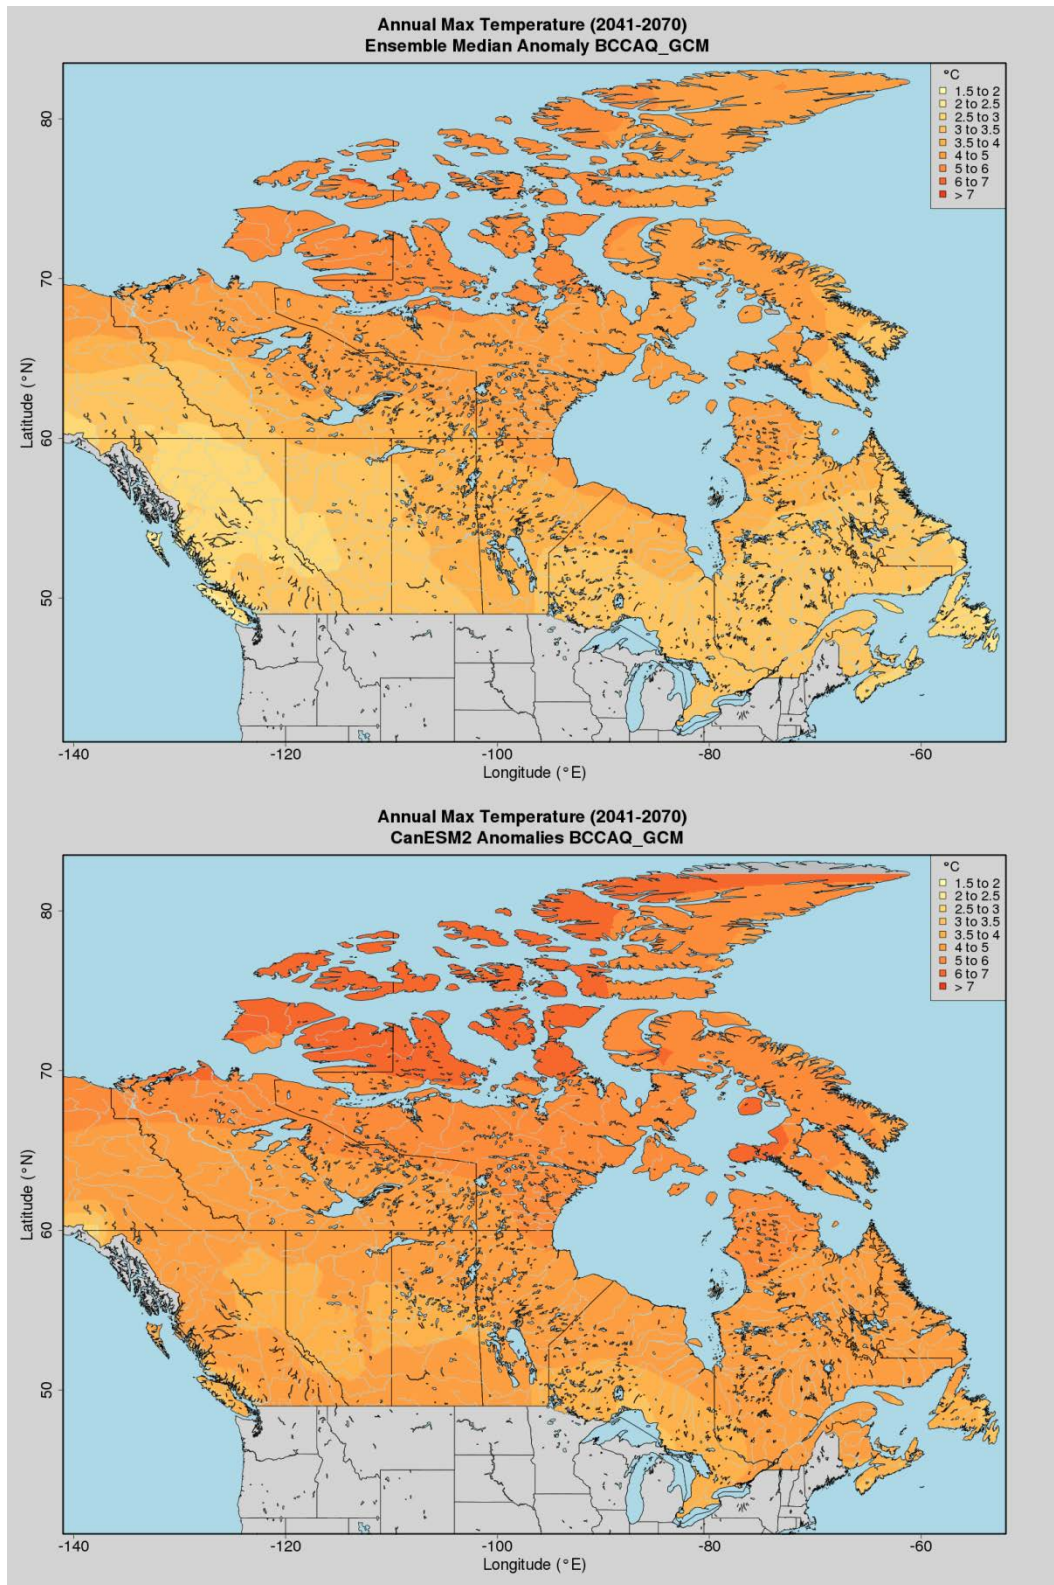 Annual Max Temperature (2041-2070)
Ensemble Median Anomaly BCCAQ_GCM
°C
1.5 to 2
2 to 2.5
2.5 to 3
3 to 3.5
3.5 to 4
4 to 5
5 to 6
6 to 7
> 7
80
70
60
50
Latitude (°N)
-140
-120
-100
-80
-60
Longitude (°E)
Annual Max Temperature (2041-2070)
CanESM2 Anomalies BCCAQ_GCM
°C
1.5 to 2
2 to 2.5
2.5 to 3
3 to 3.5
3.5 to 4
4 to 5
5 to 6
6 to 7
> 7
80
70
60
50
Latitude (°N)
-140
-120
-100
-80
-60
Longitude (°E)